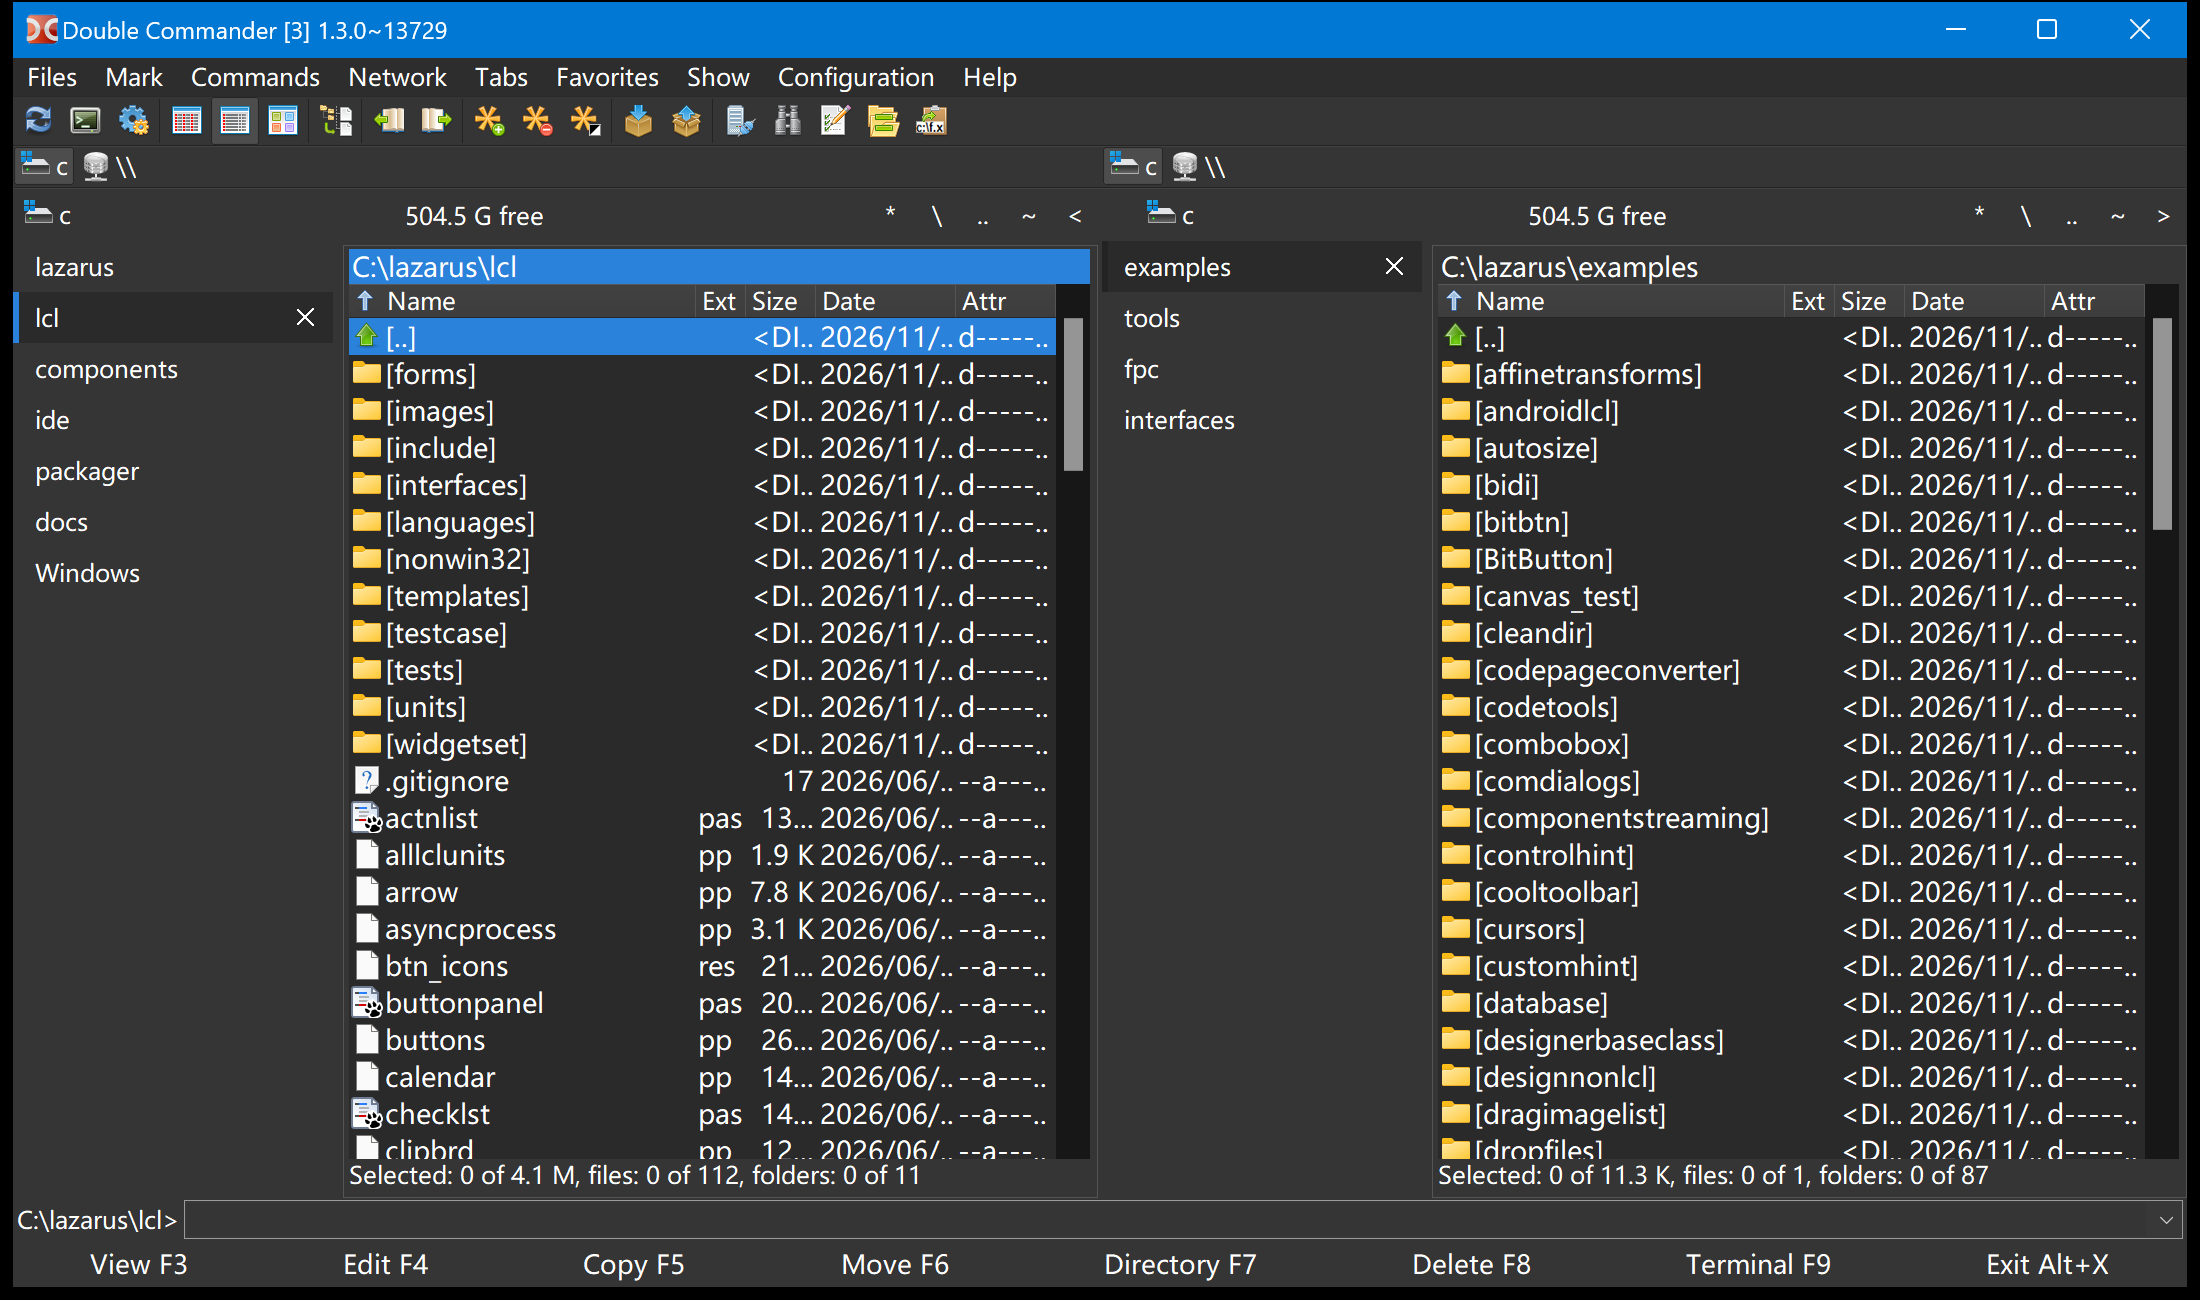 Double Commander [3] 1.3.0~13729
Files Mark Commands Network Tabs Favorites Show Configuration Help
c \\
c \\
c 504.5 G free * \ .. ~ <
lazarus
lcl
components
ide
packager
docs
Windows
C:\lazarus\lcl
Name Ext Size Date Attr
[..] <DI.. 2026/11/.. d-----..
[forms] <DI.. 2026/11/.. d-----..
[images] <DI.. 2026/11/.. d-----..
[include] <DI.. 2026/11/.. d-----..
[interfaces] <DI.. 2026/11/.. d-----..
[languages] <DI.. 2026/11/.. d-----..
[nonwin32] <DI.. 2026/11/.. d-----..
[templates] <DI.. 2026/11/.. d-----..
[testcase] <DI.. 2026/11/.. d-----..
[tests] <DI.. 2026/11/.. d-----..
[units] <DI.. 2026/11/.. d-----..
[widgetset] <DI.. 2026/11/.. d-----..
.gitignore 17 2026/06/.. --a---..
actnlist pas 13... 2026/06/.. --a---..
alllclunits pp 1.9 K 2026/06/.. --a---..
arrow pp 7.8 K 2026/06/.. --a---..
asyncprocess pp 3.1 K 2026/06/.. --a---..
btn_icons res 21... 2026/06/.. --a---..
buttonpanel pas 20... 2026/06/.. --a---..
buttons pp 26... 2026/06/.. --a---..
calendar pp 14... 2026/06/.. --a---..
checklst pas 14... 2026/06/.. --a---..
clipbrd pp 12... 2026/06/.. --a---..
Selected: 0 of 4.1 M, files: 0 of 112, folders: 0 of 11
c 504.5 G free * \ .. ~ >
examples
tools
fpc
interfaces
C:\lazarus\examples
Name Ext Size Date Attr
[..] <DI.. 2026/11/.. d-----..
[affinetransforms] <DI.. 2026/11/.. d-----..
[androidlcl] <DI.. 2026/11/.. d-----..
[autosize] <DI.. 2026/11/.. d-----..
[bidi] <DI.. 2026/11/.. d-----..
[bitbtn] <DI.. 2026/11/.. d-----..
[BitButton] <DI.. 2026/11/.. d-----..
[canvas_test] <DI.. 2026/11/.. d-----..
[cleandir] <DI.. 2026/11/.. d-----..
[codepageconverter] <DI.. 2026/11/.. d-----..
[codetools] <DI.. 2026/11/.. d-----..
[combobox] <DI.. 2026/11/.. d-----..
[comdialogs] <DI.. 2026/11/.. d-----..
[componentstreaming] <DI.. 2026/11/.. d-----..
[controlhint] <DI.. 2026/11/.. d-----..
[cooltoolbar] <DI.. 2026/11/.. d-----..
[cursors] <DI.. 2026/11/.. d-----..
[customhint] <DI.. 2026/11/.. d-----..
[database] <DI.. 2026/11/.. d-----..
[designerbaseclass] <DI.. 2026/11/.. d-----..
[designnonlcl] <DI.. 2026/11/.. d-----..
[dragimagelist] <DI.. 2026/11/.. d-----..
[dropfiles] <DI.. 2026/11/.. d-----..
Selected: 0 of 11.3 K, files: 0 of 1, folders: 0 of 87
C:\lazarus\lcl>
View F3 Edit F4 Copy F5 Move F6 Directory F7 Delete F8 Terminal F9 Exit Alt+X